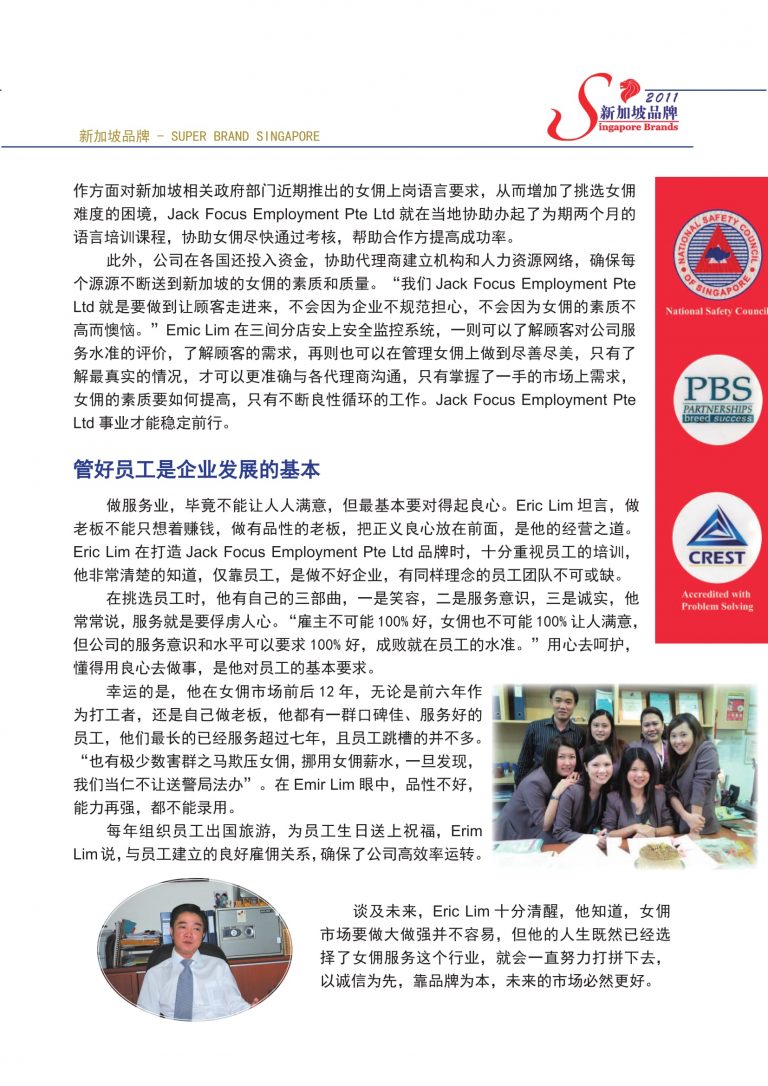 2011
新加坡品牌
Singapore Brands
新加坡品牌 - SUPER BRAND SINGAPORE
作方面对新加坡相关政府部门近期推出的女佣上岗语言要求，从而增加了挑选女佣
难度的困境，Jack Focus Employment Pte Ltd 就在当地协助办起了为期两个月的
语言培训课程，协助女佣尽快通过考核，帮助合作方提高成功率。
此外，公司在各国还投入资金，协助代理商建立机构和人力资源网络，确保每
个源源不断送到新加坡的女佣的素质和质量。“我们 Jack Focus Employment Pte
Ltd 就是要做到让顾客走进来，不会因为企业不规范担心，不会因为女佣的素质不
高而懊恼。”Emic Lim 在三间分店安上安全监控系统，一则可以了解顾客对公司服
务水准的评价，了解顾客的需求，再则也可以在管理女佣上做到尽善尽美，只有了
解最真实的情况，才可以更准确与各代理商沟通，只有掌握了一手的市场上需求，
女佣的素质要如何提高，只有不断良性循环的工作。Jack Focus Employment Pte
Ltd 事业才能稳定前行。
管好员工是企业发展的基本
做服务业，毕竟不能让人人满意，但最基本要对得起良心。Eric Lim 坦言，做
老板不能只想着赚钱，做有品性的老板，把正义良心放在前面，是他的经营之道。
Eric Lim 在打造 Jack Focus Employment Pte Ltd 品牌时，十分重视员工的培训，
他非常清楚的知道，仅靠员工，是做不好企业，有同样理念的员工团队不可或缺。
在挑选员工时，他有自己的三部曲，一是笑容，二是服务意识，三是诚实，他
常常说，服务就是要俘虏人心。“雇主不可能 100% 好，女佣也不可能 100% 让人满意，
但公司的服务意识和水平可以要求 100% 好，成败就在员工的水准。”用心去呵护，
懂得用良心去做事，是他对员工的基本要求。
幸运的是，他在女佣市场前后 12 年，无论是前六年作
为打工者，还是自己做老板，他都有一群口碑佳、服务好的
员工，他们最长的已经服务超过七年，且员工跳槽的并不多。
“也有极少数害群之马欺压女佣，挪用女佣薪水，一旦发现，
我们当仁不让送警局法办”。在 Emir Lim 眼中，品性不好，
能力再强，都不能录用。
每年组织员工出国旅游，为员工生日送上祝福，Erim
Lim 说，与员工建立的良好雇佣关系，确保了公司高效率运转。
谈及未来，Eric Lim 十分清醒，他知道，女佣
市场要做大做强并不容易，但他的人生既然已经选
择了女佣服务这个行业，就会一直努力打拼下去，
以诚信为先，靠品牌为本，未来的市场必然更好。
NATIONAL SAFETY COUNCIL
OF SINGAPORE
National Safety Council
PBS
PARTNERSHIPS
breed success
CREST
Accredited with
Problem Solving